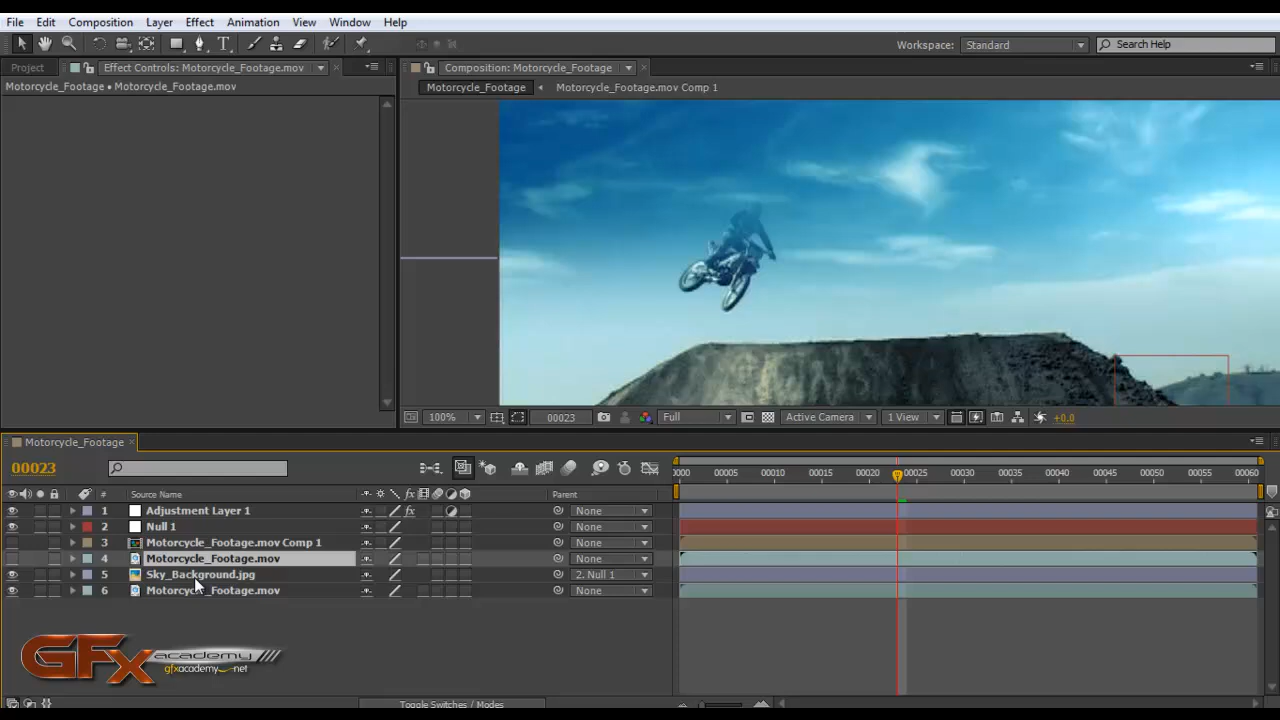 File Edit Composition Layer Effect Animation View Window Help
Workspace: Standard Search Help
Project Effect Controls: Motorcycle_Footage.mov Composition: Motorcycle_Footage
Motorcycle_Footage • Motorcycle_Footage.mov Motorcycle_Footage Motorcycle_Footage.mov Comp 1
100% 00023 Full Active Camera 1 View +0.0
Motorcycle_Footage
00023
0000 00005 00010 00015 00020 00025 00030 00035 00040 00045 00050 00055 00060
# Source Name Parent
1 Adjustment Layer 1 None
2 Null 1 None
3 Motorcycle_Footage.mov Comp 1 None
4 Motorcycle_Footage.mov None
5 Sky_Background.jpg 2. Null 1
6 Motorcycle_Footage.mov None
GFx academy
gfxacademy.net
Toggle Switches / Modes